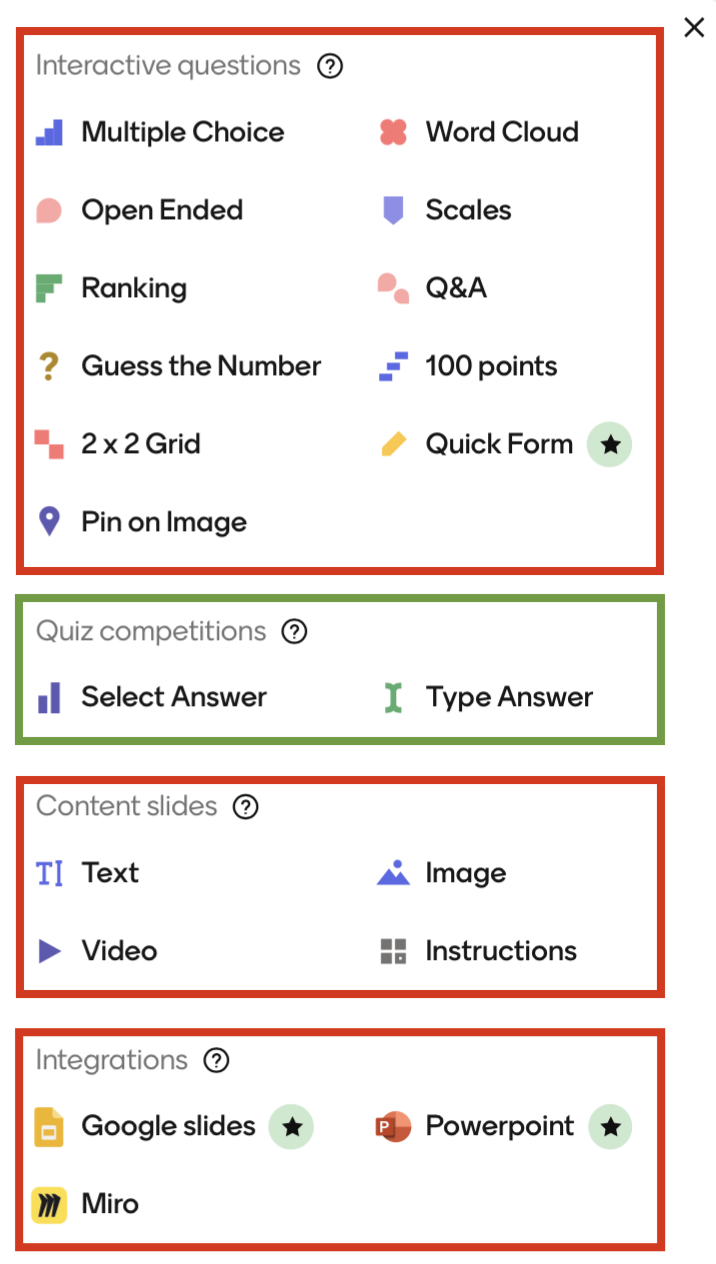 Interactive questions
Multiple Choice Word Cloud
Open Ended Scales
Ranking Q&A
Guess the Number 100 points
2 x 2 Grid Quick Form
Pin on Image
Quiz competitions
Select Answer Type Answer
Content slides
Text Image
Video Instructions
Integrations
Google slides Powerpoint
Miro